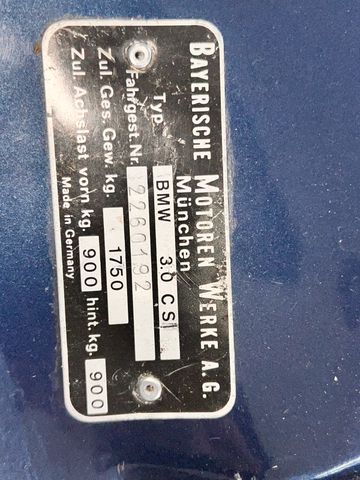 BAYERISCHE MOTOREN WERKE A.G.
München
Typ BMW 3.0 CSI
Fahrgest.Nr. 2260192
Zul. Ges. Gew. kg. 1750
Zul. Achslast vorn kg. 900 hint. kg. 900
Made in Germany